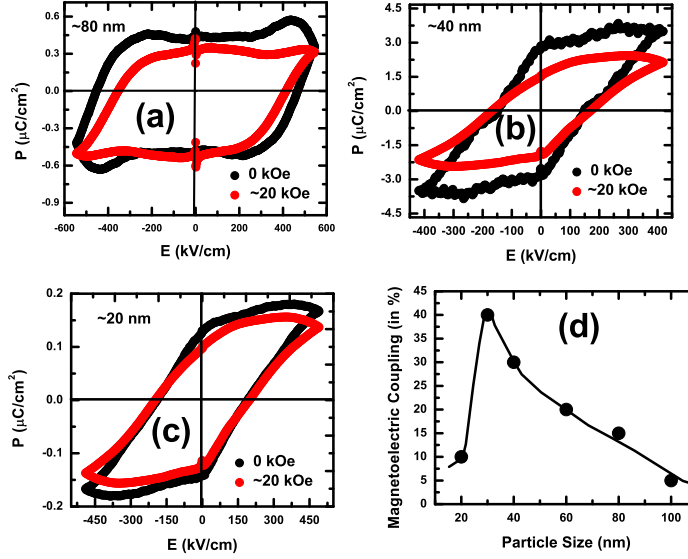 ~80 nm
0.9
0.6
0.3
0.0
-0.3
-0.6
-0.9
P (μC/cm²)
(a)
0 kOe
~20 kOe
-600 -400 -200 0 200 400 600
E (kV/cm)
~40 nm
4.5
3.0
1.5
0.0
-1.5
-3.0
-4.5
P (μC/cm²)
(b)
0 kOe
~20 kOe
-400 -300 -200 -100 0 100 200 300 400
E (kV/cm)
~20 nm
0.2
0.1
0.0
-0.1
-0.2
P (μC/cm²)
(c)
0 kOe
~20 kOe
-450 -300 -150 0 150 300 450
E (kV/cm)
(d)
45
40
35
30
25
20
15
10
5
0
Magnetoelectric Coupling (in %)
20 40 60 80 100
Particle Size (nm)